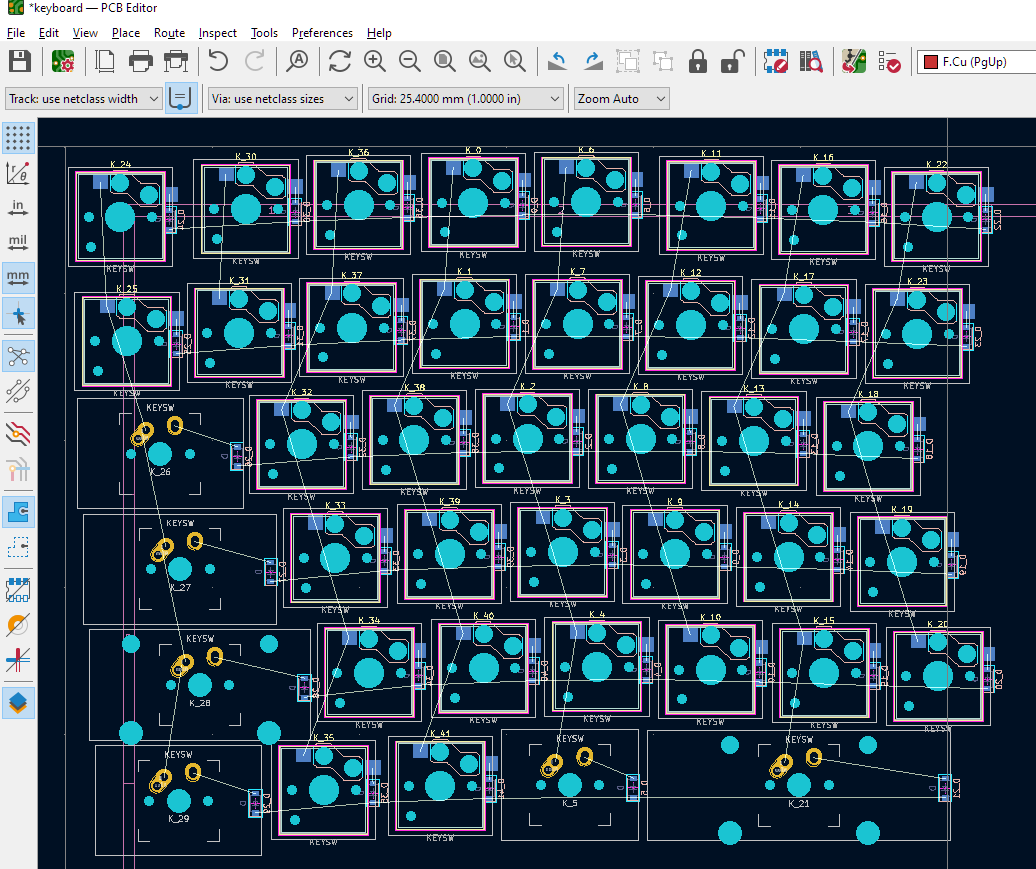 *keyboard — PCB Editor
File Edit View Place Route Inspect Tools Preferences Help
F.Cu (PgUp)
Track: use netclass width Via: use netclass sizes Grid: 25.4000 mm (1.0000 in) Zoom Auto
in
mil
mm
K_24 K_30 K_36 K_0 K_6 K_11 K_16 K_22
D_22
KEYSW KEYSW KEYSW KEYSW KEYSW KEYSW KEYSW KEYSW
K_25 K_31 K_37 K_1 K_7 K_12 K_17 K_23
D_23
KEYSW KEYSW KEYSW KEYSW KEYSW KEYSW KEYSW KEYSW
KEYSW K_32 K_38 K_2 K_8 K_13 K_18
D_18
K_26
KEYSW KEYSW KEYSW KEYSW KEYSW KEYSW
KEYSW K_33 K_39 K_3 K_9 K_14 K_19
D_19
K_27
KEYSW KEYSW KEYSW KEYSW KEYSW KEYSW
KEYSW K_34 K_40 K_4 K_10 K_15 K_20
D_20
K_28
KEYSW KEYSW KEYSW KEYSW KEYSW KEYSW
KEYSW K_35 K_41 KEYSW KEYSW
D_21
K_29 K_5 K_21
KEYSW KEYSW